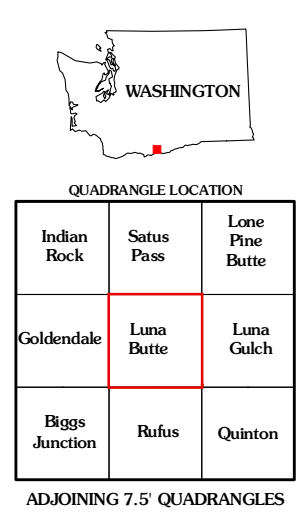 WASHINGTON
QUADRANGLE LOCATION
Indian
Rock
Satus
Pass
Lone
Pine
Butte
Goldendale
Luna
Butte
Luna
Gulch
Biggs
Junction
Rufus
Quinton
ADJOINING 7.5' QUADRANGLES